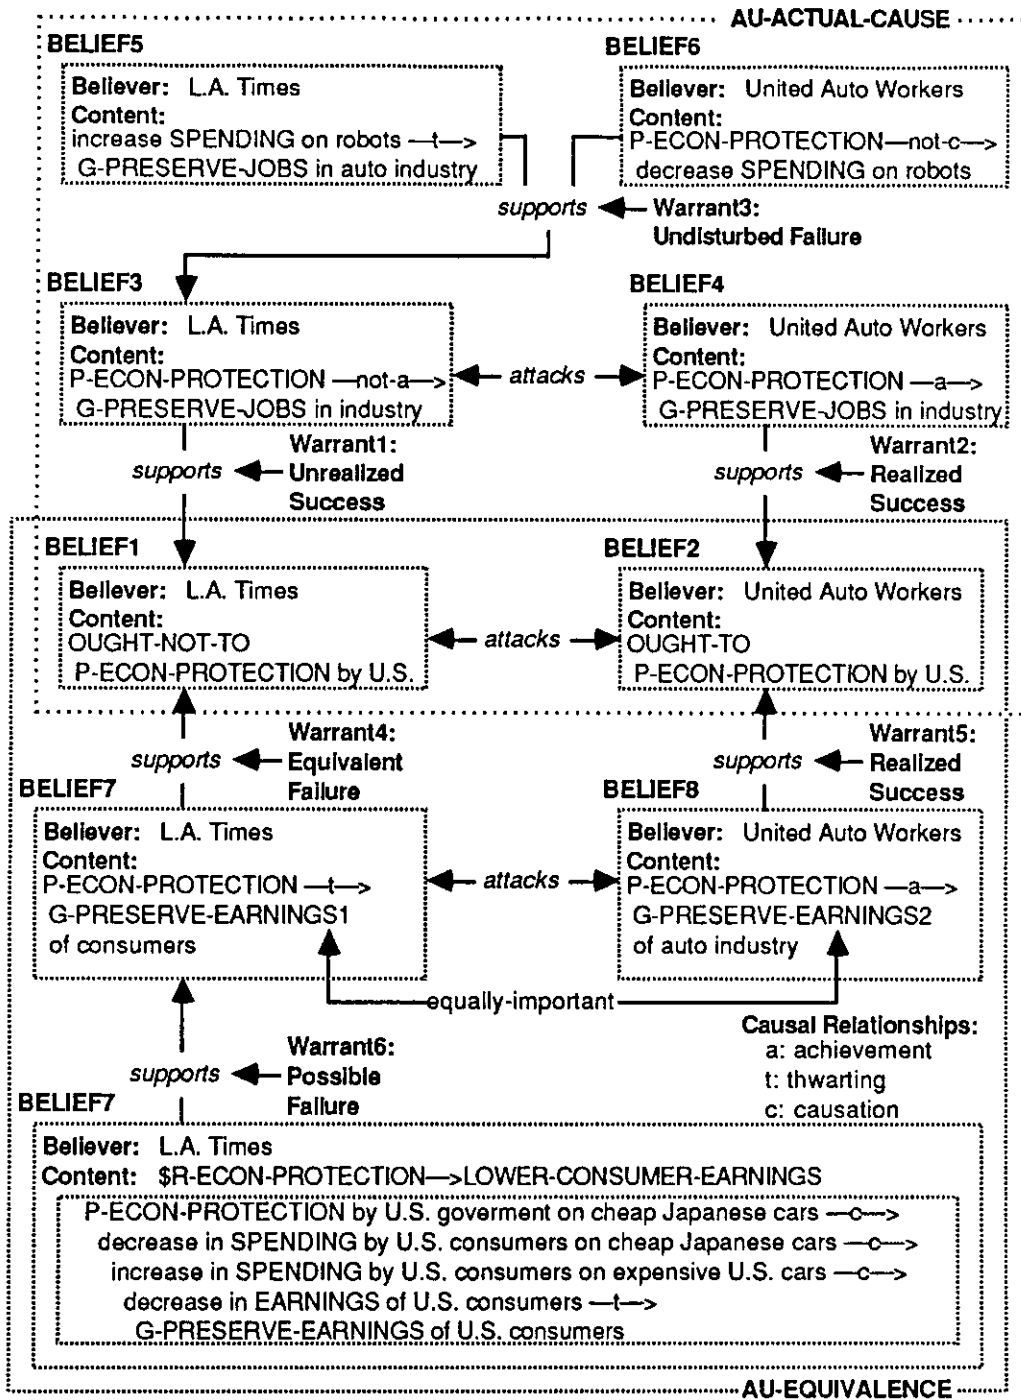 AU-ACTUAL-CAUSE
BELIEF5
Believer: L.A. Times
Content:
increase SPENDING on robots —t—>
G-PRESERVE-JOBS in auto industry
BELIEF6
Believer: United Auto Workers
Content:
P-ECON-PROTECTION—not-c—>
decrease SPENDING on robots
supports
Warrant3:
Undisturbed Failure
BELIEF3
Believer: L.A. Times
Content:
P-ECON-PROTECTION —not-a—>
G-PRESERVE-JOBS in industry
attacks
BELIEF4
Believer: United Auto Workers
Content:
P-ECON-PROTECTION —a—>
G-PRESERVE-JOBS in industry
supports
Warrant1:
Unrealized
Success
supports
Warrant2:
Realized
Success
BELIEF1
Believer: L.A. Times
Content:
OUGHT-NOT-TO
P-ECON-PROTECTION by U.S.
attacks
BELIEF2
Believer: United Auto Workers
Content:
OUGHT-TO
P-ECON-PROTECTION by U.S.
supports
Warrant4:
Equivalent
Failure
supports
Warrant5:
Realized
Success
BELIEF7
Believer: L.A. Times
Content:
P-ECON-PROTECTION —t—>
G-PRESERVE-EARNINGS1
of consumers
attacks
BELIEF8
Believer: United Auto Workers
Content:
P-ECON-PROTECTION —a—>
G-PRESERVE-EARNINGS2
of auto industry
equally-important
Causal Relationships:
a: achievement
t: thwarting
c: causation
supports
Warrant6:
Possible
Failure
BELIEF7
Believer: L.A. Times
Content: $R-ECON-PROTECTION—>LOWER-CONSUMER-EARNINGS
P-ECON-PROTECTION by U.S. goverment on cheap Japanese cars —c—>
decrease in SPENDING by U.S. consumers on cheap Japanese cars —c—>
increase in SPENDING by U.S. consumers on expensive U.S. cars —c—>
decrease in EARNINGS of U.S. consumers —t—>
G-PRESERVE-EARNINGS of U.S. consumers
AU-EQUIVALENCE